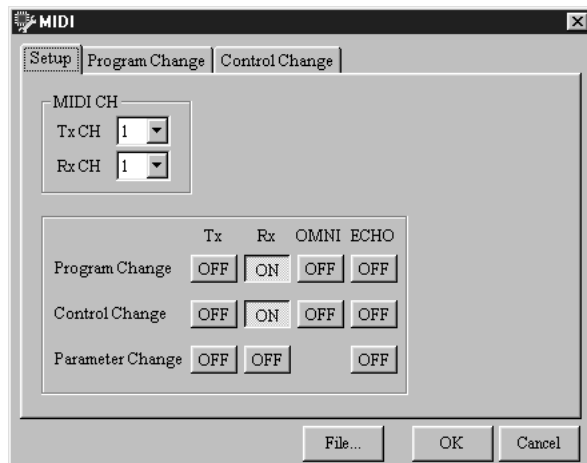 MIDI
Setup Program Change Control Change
MIDI CH
Tx CH 1
Rx CH 1
Tx Rx OMNI ECHO
Program Change OFF ON OFF OFF
Control Change OFF ON OFF OFF
Parameter Change OFF OFF OFF
File... OK Cancel